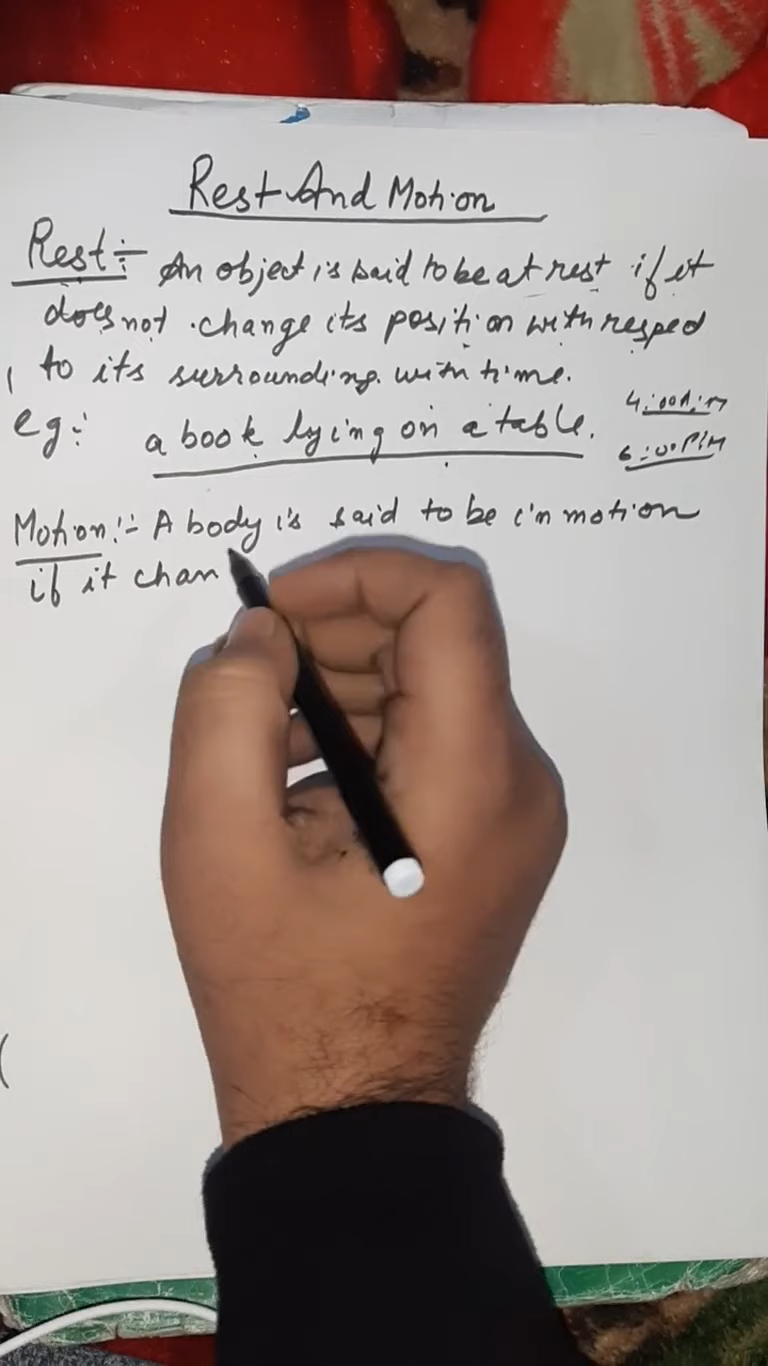 Rest And Motion
Rest :- An object is said to be at rest if it
does not change its position with respect
to its surrounding with time.
eg :- a book lying on a table.
4:00 A.M
6:00 P.M
Motion :- A body is said to be in motion
if it chan